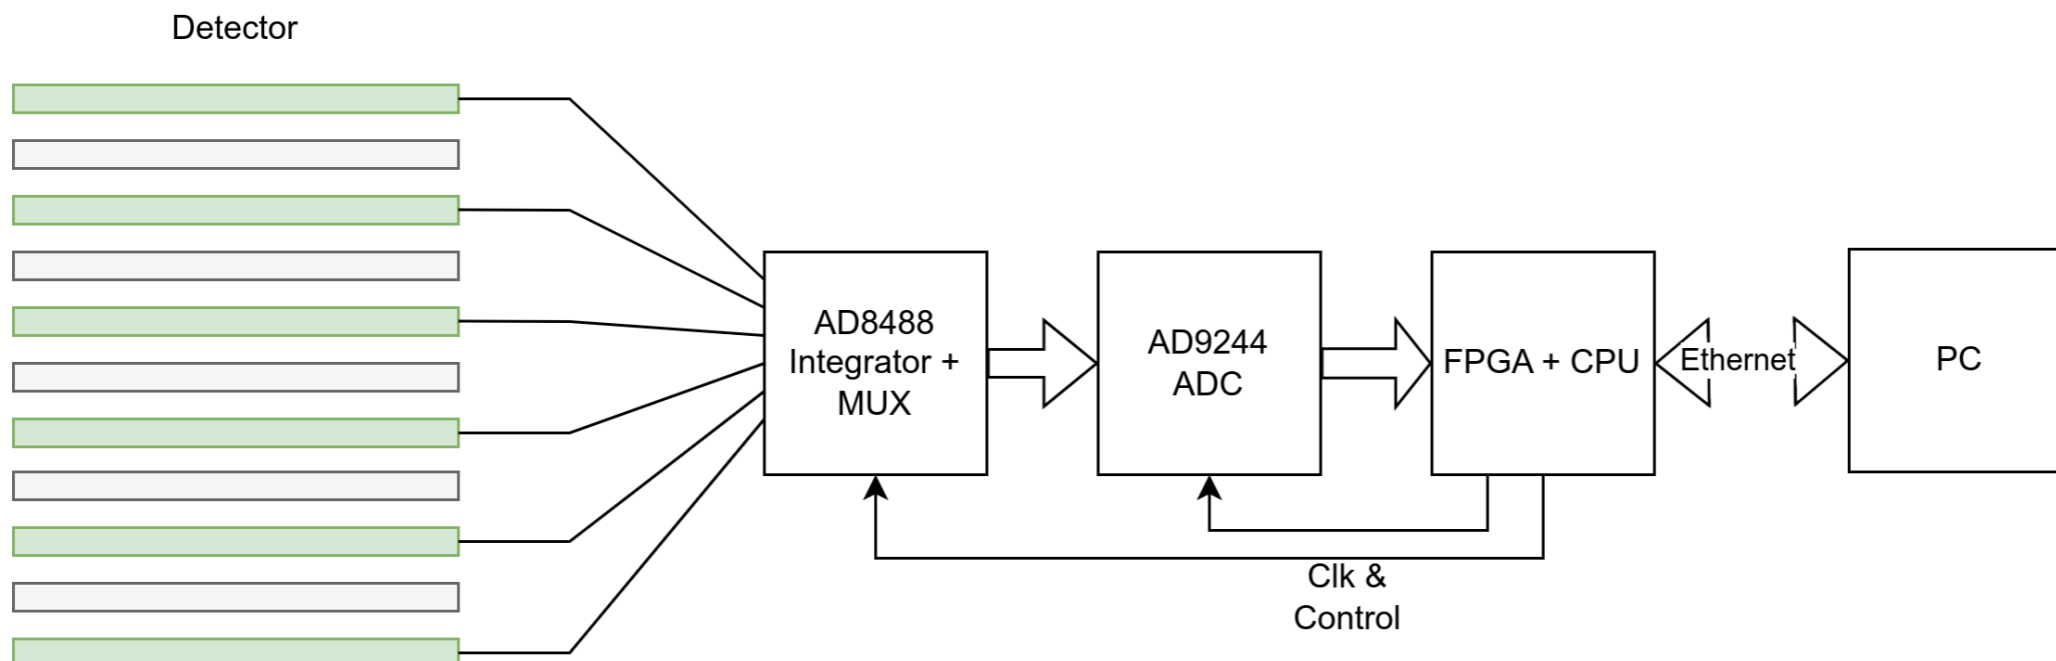 Detector
AD8488
Integrator +
MUX
AD9244
ADC
FPGA + CPU
Ethernet
PC
Clk &
Control